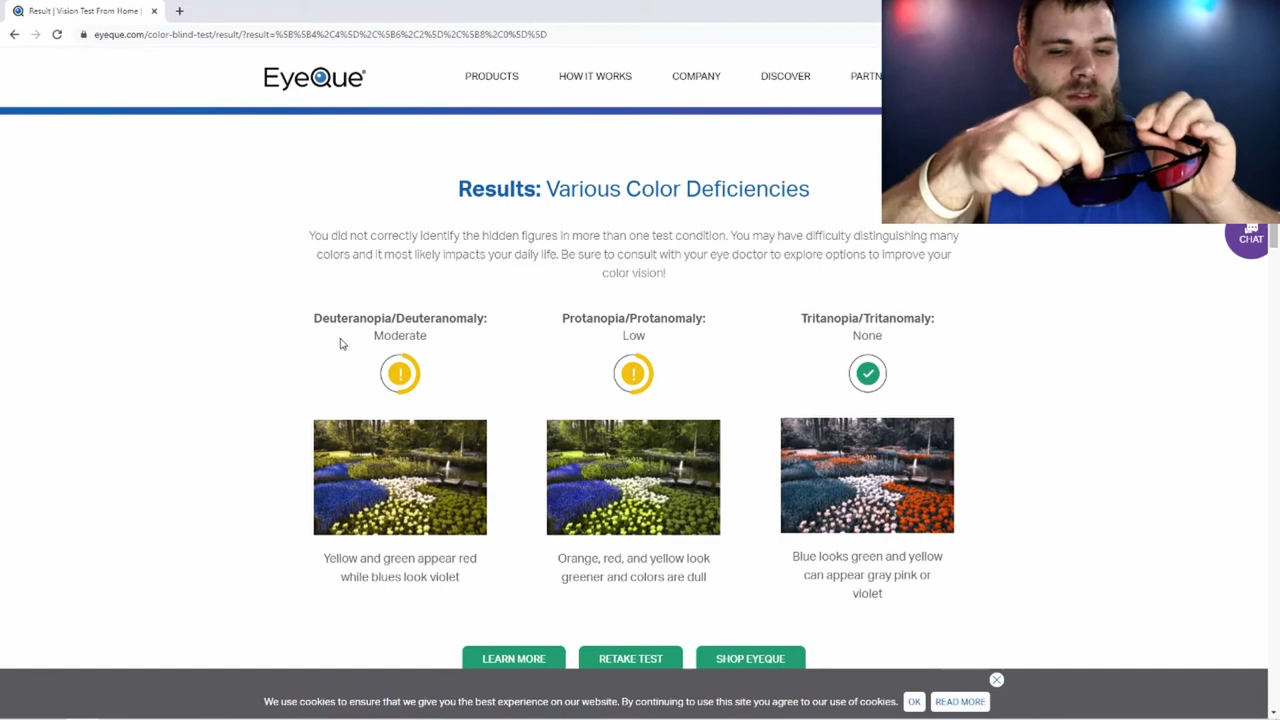 Result | Vision Test From Home |
eyeque.com/color-blind-test/result/?result=%5B%5B4%2C4%5D%2C%5B6%2C2%5D%2C%5B8%2C0%5D%5D
EyeQue®
PRODUCTS HOW IT WORKS COMPANY DISCOVER PARTN
Results: Various Color Deficiencies
You did not correctly identify the hidden figures in more than one test condition. You may have difficulty distinguishing many
colors and it most likely impacts your daily life. Be sure to consult with your eye doctor to explore options to improve your
color vision!
CHAT
Deuteranopia/Deuteranomaly:
Moderate
Protanopia/Protanomaly:
Low
Tritanopia/Tritanomaly:
None
Yellow and green appear red
while blues look violet
Orange, red, and yellow look
greener and colors are dull
Blue looks green and yellow
can appear gray pink or
violet
LEARN MORE RETAKE TEST SHOP EYEQUE
We use cookies to ensure that we give you the best experience on our website. By continuing to use this site you agree to our use of cookies. OK READ MORE